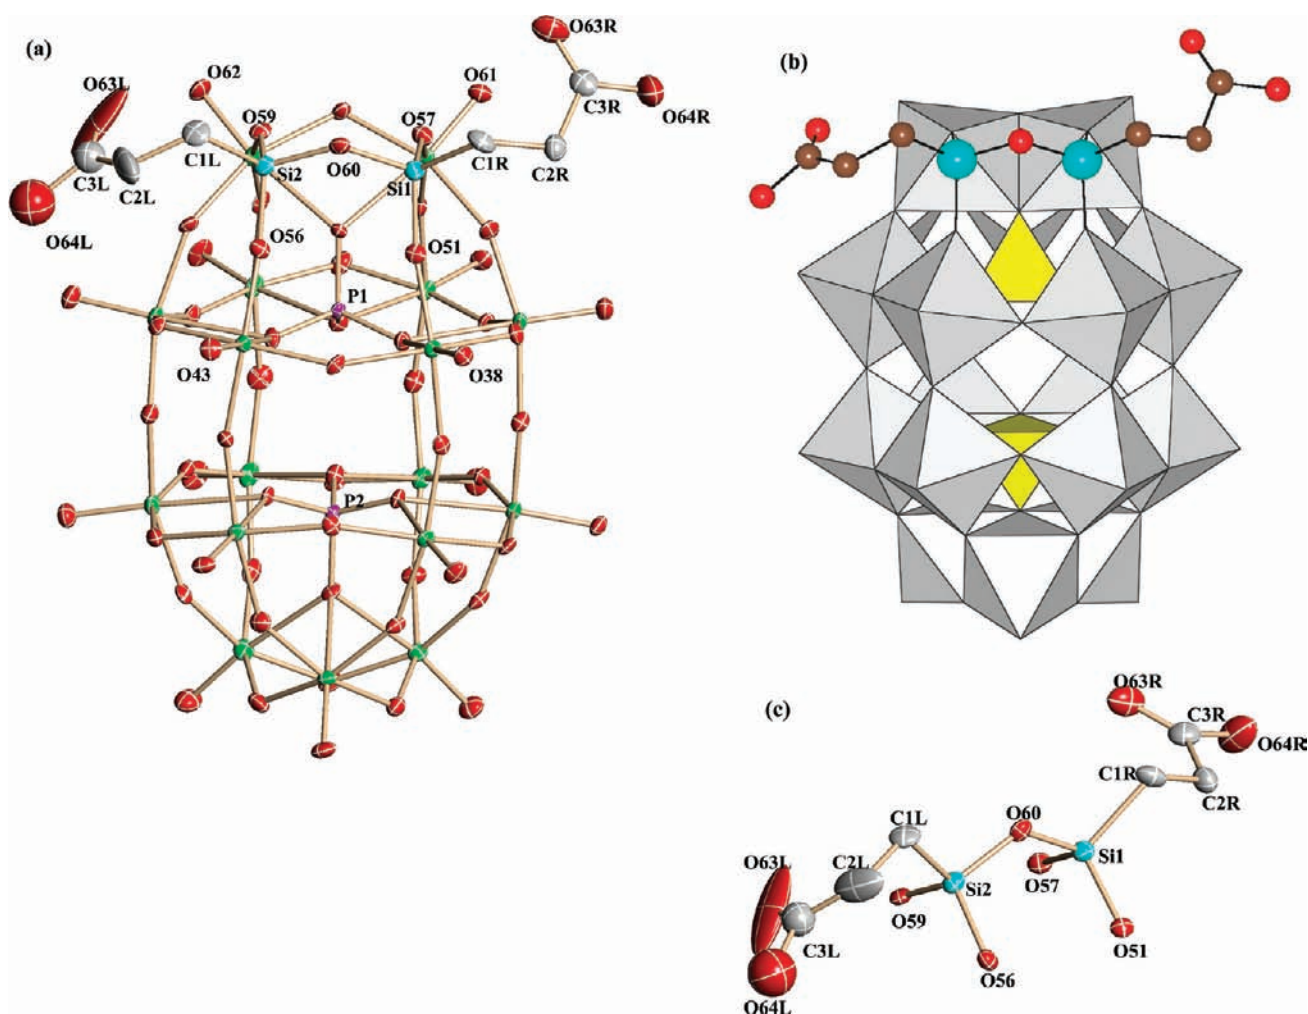 (a)
O63R
O62
O61
C3R
O64R
O63L
O59
O57
C1L
Si2
O60
Si1
C1R
C2R
C3L
C2L
O64L
O56
O51
P1
O43
O38
P2
(b)
(c)
O63R
C3R
O64R
C1R
C2R
O60
C1L
O63L
C2L
Si2
Si1
O57
O59
C3L
O51
O56
O64L